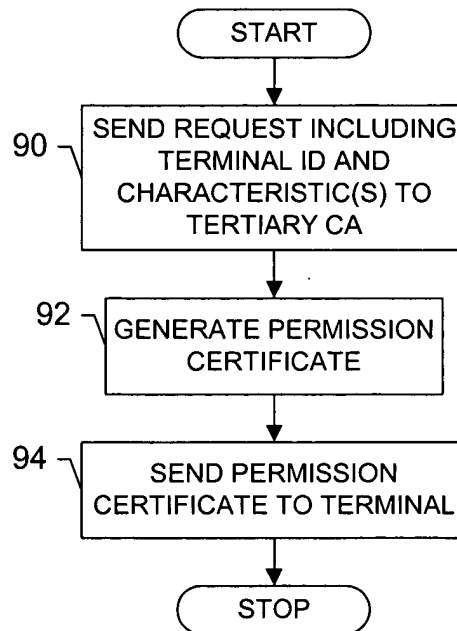 START
90
SEND REQUEST INCLUDING
TERMINAL ID AND
CHARACTERISTIC(S) TO
TERTIARY CA
92
GENERATE PERMISSION
CERTIFICATE
94
SEND PERMISSION
CERTIFICATE TO TERMINAL
STOP